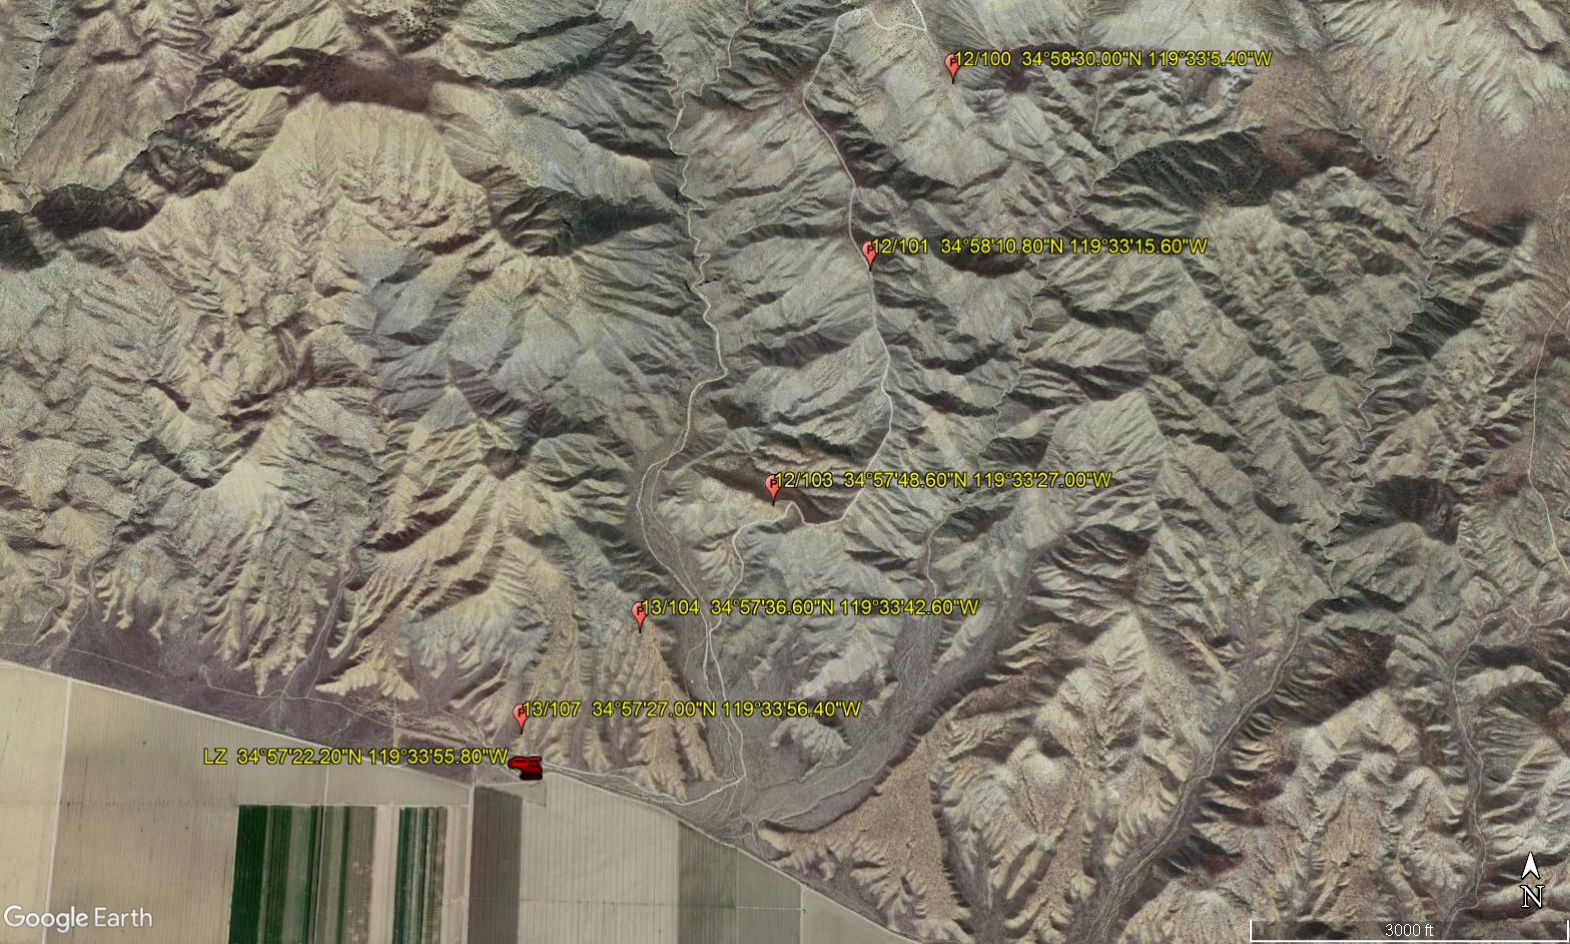 12/100 34°58'30.00"N 119°33'5.40"W
12/101 34°58'10.80"N 119°33'15.60"W
12/103 34°57'48.60"N 119°33'27.00"W
13/104 34°57'36.60"N 119°33'42.60"W
13/107 34°57'27.00"N 119°33'56.40"W
LZ 34°57'22.20"N 119°33'55.80"W
N
Google Earth
3000 ft